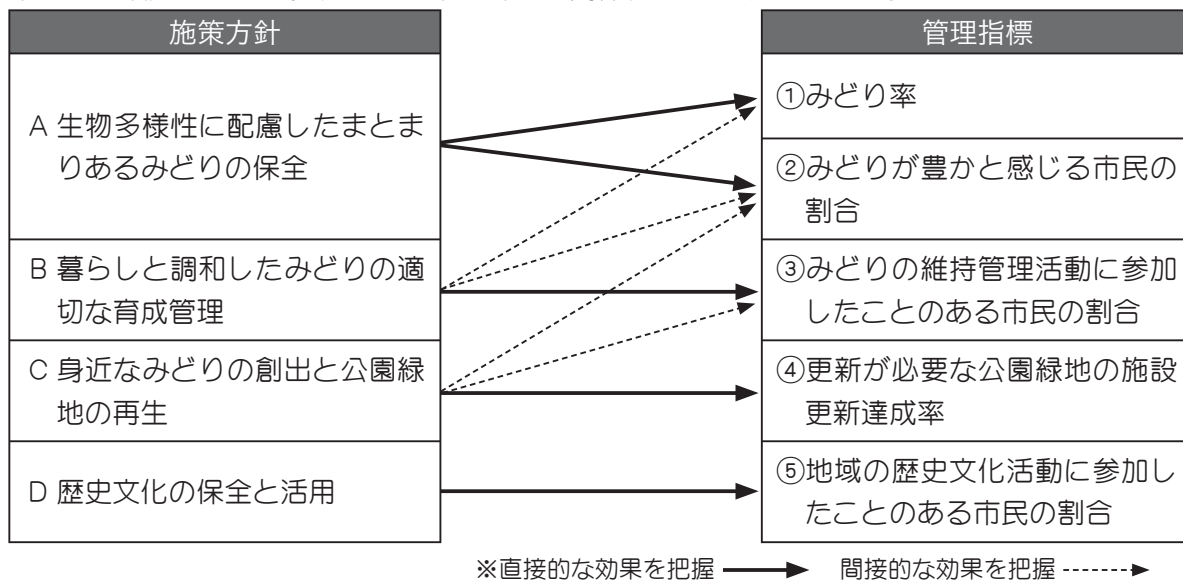 施策方針
A 生物多様性に配慮したまとま
りあるみどりの保全
B 暮らしと調和したみどりの適
切な育成管理
C 身近なみどりの創出と公園緑
地の再生
D 歴史文化の保全と活用
管理指標
①みどり率
②みどりが豊かと感じる市民の
割合
③みどりの維持管理活動に参加
したことのある市民の割合
④更新が必要な公園緑地の施設
更新達成率
⑤地域の歴史文化活動に参加し
たことのある市民の割合
※直接的な効果を把握 間接的な効果を把握